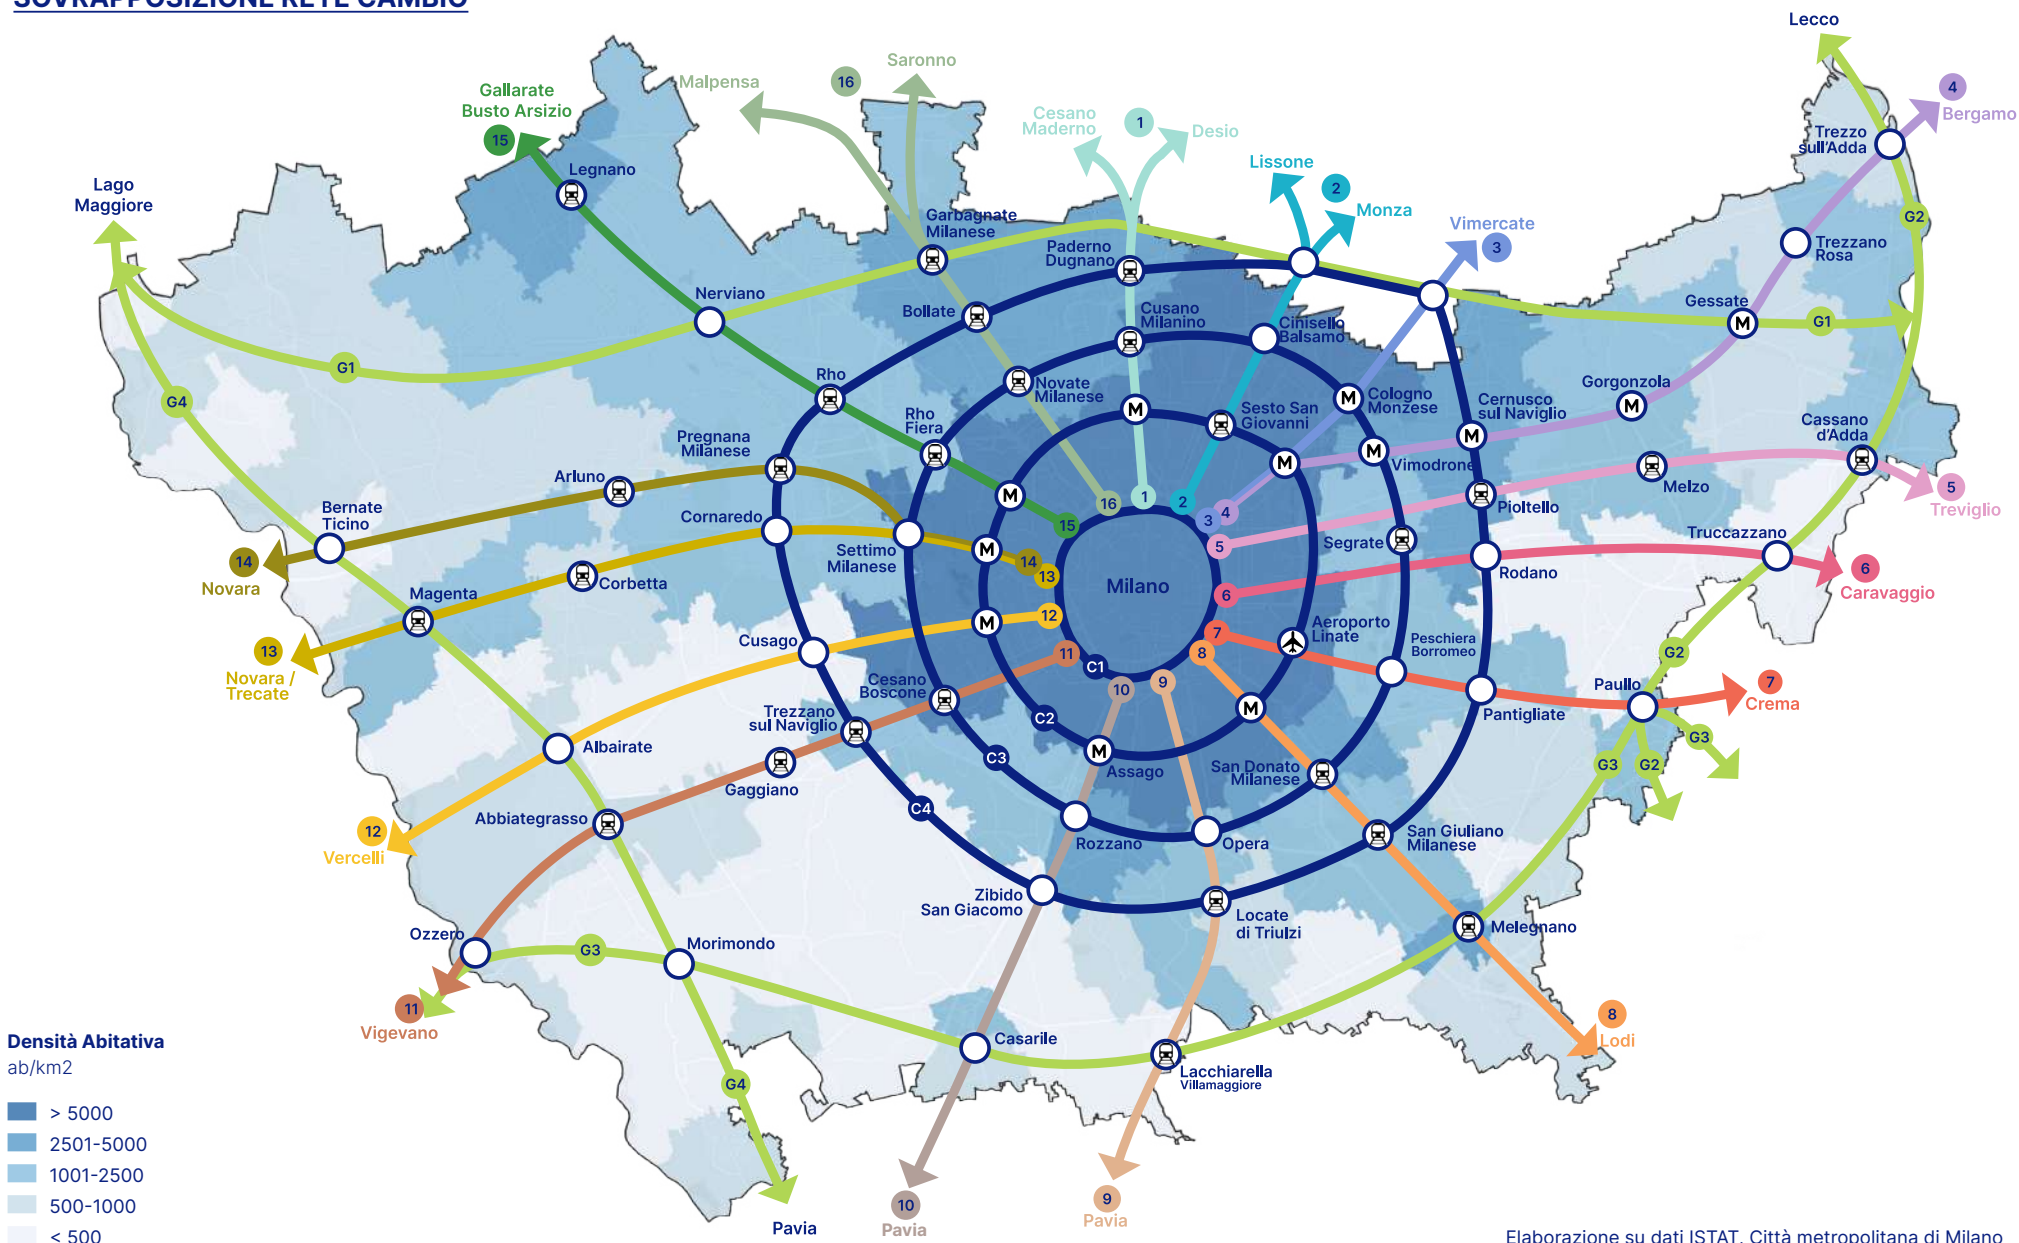 SOVRAPPOSIZIONE RETE CAMBIO
Lecco
Saronno
16
Malpensa
Gallarate
Busto Arsizio
15
4
Bergamo
Cesano
Maderno
1
Desio
Trezzo
sull'Adda
Legnano
Lissone
2
Monza
Lago
Maggiore
Vimercate
3
G2
Garbagnate
Milanese
Paderno
Dugnano
Trezzano
Rosa
Nerviano
Bollate
Cusano
Milanino
Cinisello
Balsamo
Gessate
M
G1
G1
Rho
Novate
Milanese
M
Cologno
Monzese
Gorgonzola
M
G4
Rho
Fiera
M
Sesto San
Giovanni
Cernusco
sul Naviglio
M
Cassano
d'Adda
Pregnana
Milanese
M
M
Vimodrone
Arluno
M
Melzo
5
Treviglio
Pioltello
16
1
2
3
4
15
Bernate
Ticino
Cornaredo
Settimo
Milanese
M
5
Segrate
Truccazzano
14
Novara
14
13
Milano
Rodano
6
Caravaggio
Corbetta
Magenta
6
12
M
Cusago
7
Aeroporto
Linate
Peschiera
Borromeo
13
Novara /
Trecate
11
C1
8
G2
Cesano
Boscone
10
9
Paullo
7
Crema
Trezzano
sul Naviglio
C2
M
Pantigliate
Albairate
C3
M
Assago
San Donato
Milanese
G3
G2
G3
Gaggiano
C4
Abbiategrasso
12
Vercelli
Rozzano
Opera
San Giuliano
Milanese
Zibido
San Giacomo
Locate
di Triulzi
Melegnano
Ozzero
G3
Morimondo
11
Vigevano
8
Lodi
Casarile
Lacchiarella
Villamaggiore
G4
Densità Abitativa
ab/km2
> 5000
2501-5000
1001-2500
500-1000
< 500
Pavia
10
Pavia
9
Pavia
Elaborazione su dati ISTAT, Città metropolitana di Milano